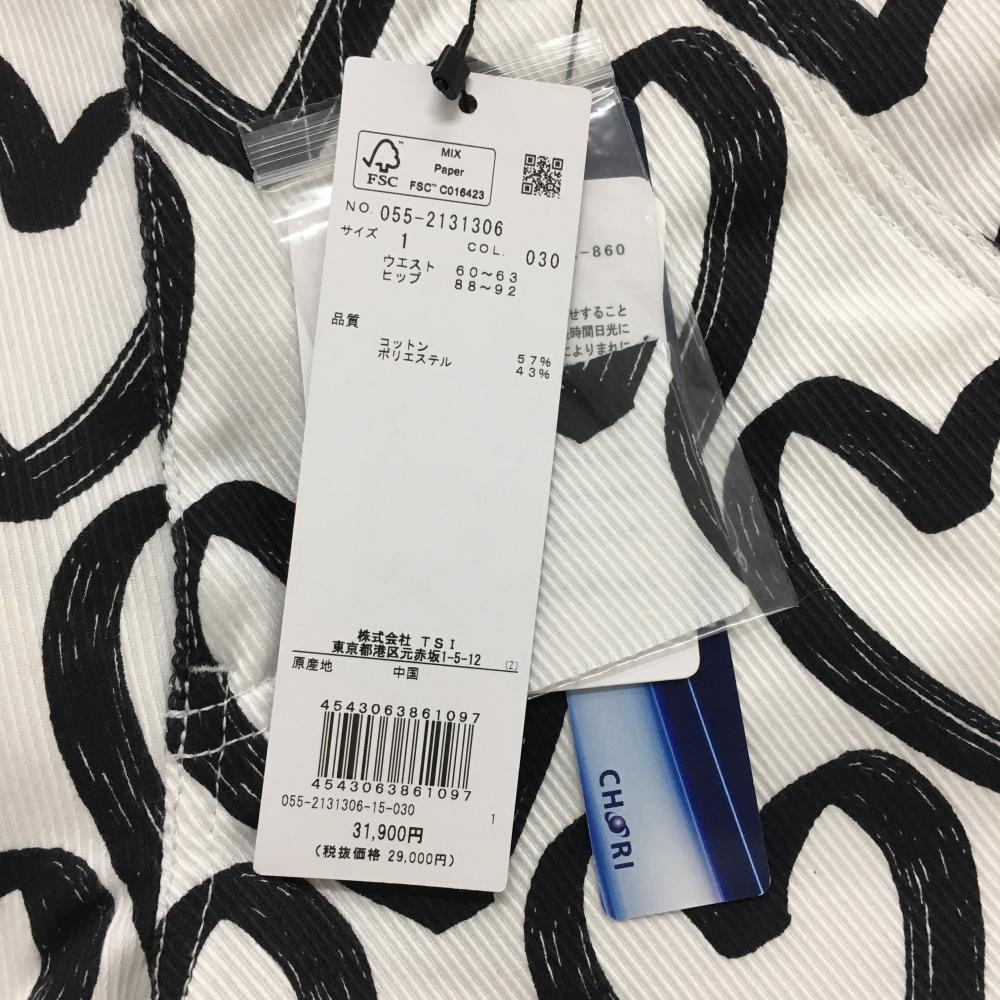 MIX
Paper
FSC™ C016423
FSC™
NO. 055-2131306
サイズ 1 COL. 030
ウエスト 60～63
ヒップ 88～92
品質
コットン 57%
ポリエステル 43%
株式会社 TSI
東京都港区元赤坂1-5-12 (Z)
原産地 中国
4543063861097
4543063861097
055-2131306-15-030 1
31,900円
(税抜価格 29,000円)
-860
せすること
時間日光に
によりまれに
CHORI